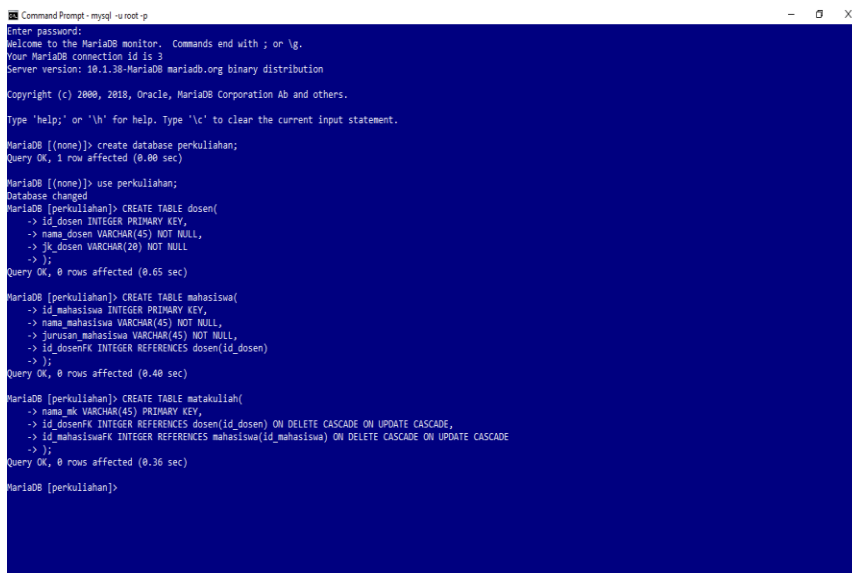 Command Prompt - mysql -u root -p
Enter password:
Welcome to the MariaDB monitor.  Commands end with ; or \g.
Your MariaDB connection id is 3
Server version: 10.1.38-MariaDB mariadb.org binary distribution
Copyright (c) 2000, 2018, Oracle, MariaDB Corporation Ab and others.
Type 'help;' or '\h' for help. Type '\c' to clear the current input statement.
MariaDB [(none)]> create database perkuliahan;
Query OK, 1 row affected (0.00 sec)
MariaDB [(none)]> use perkuliahan;
Database changed
MariaDB [perkuliahan]> CREATE TABLE dosen(
    -> id_dosen INTEGER PRIMARY KEY,
    -> nama_dosen VARCHAR(45) NOT NULL,
    -> jk_dosen VARCHAR(20) NOT NULL
    -> );
Query OK, 0 rows affected (0.65 sec)
MariaDB [perkuliahan]> CREATE TABLE mahasiswa(
    -> id_mahasiswa INTEGER PRIMARY KEY,
    -> nama_mahasiswa VARCHAR(45) NOT NULL,
    -> jurusan_mahasiswa VARCHAR(45) NOT NULL,
    -> id_dosenFK INTEGER REFERENCES dosen(id_dosen)
    -> );
Query OK, 0 rows affected (0.40 sec)
MariaDB [perkuliahan]> CREATE TABLE matakuliah(
    -> nama_mk VARCHAR(45) PRIMARY KEY,
    -> id_dosenFK INTEGER REFERENCES dosen(id_dosen) ON DELETE CASCADE ON UPDATE CASCADE,
    -> id_mahasiswaFK INTEGER REFERENCES mahasiswa(id_mahasiswa) ON DELETE CASCADE ON UPDATE CASCADE
    -> );
Query OK, 0 rows affected (0.36 sec)
MariaDB [perkuliahan]>